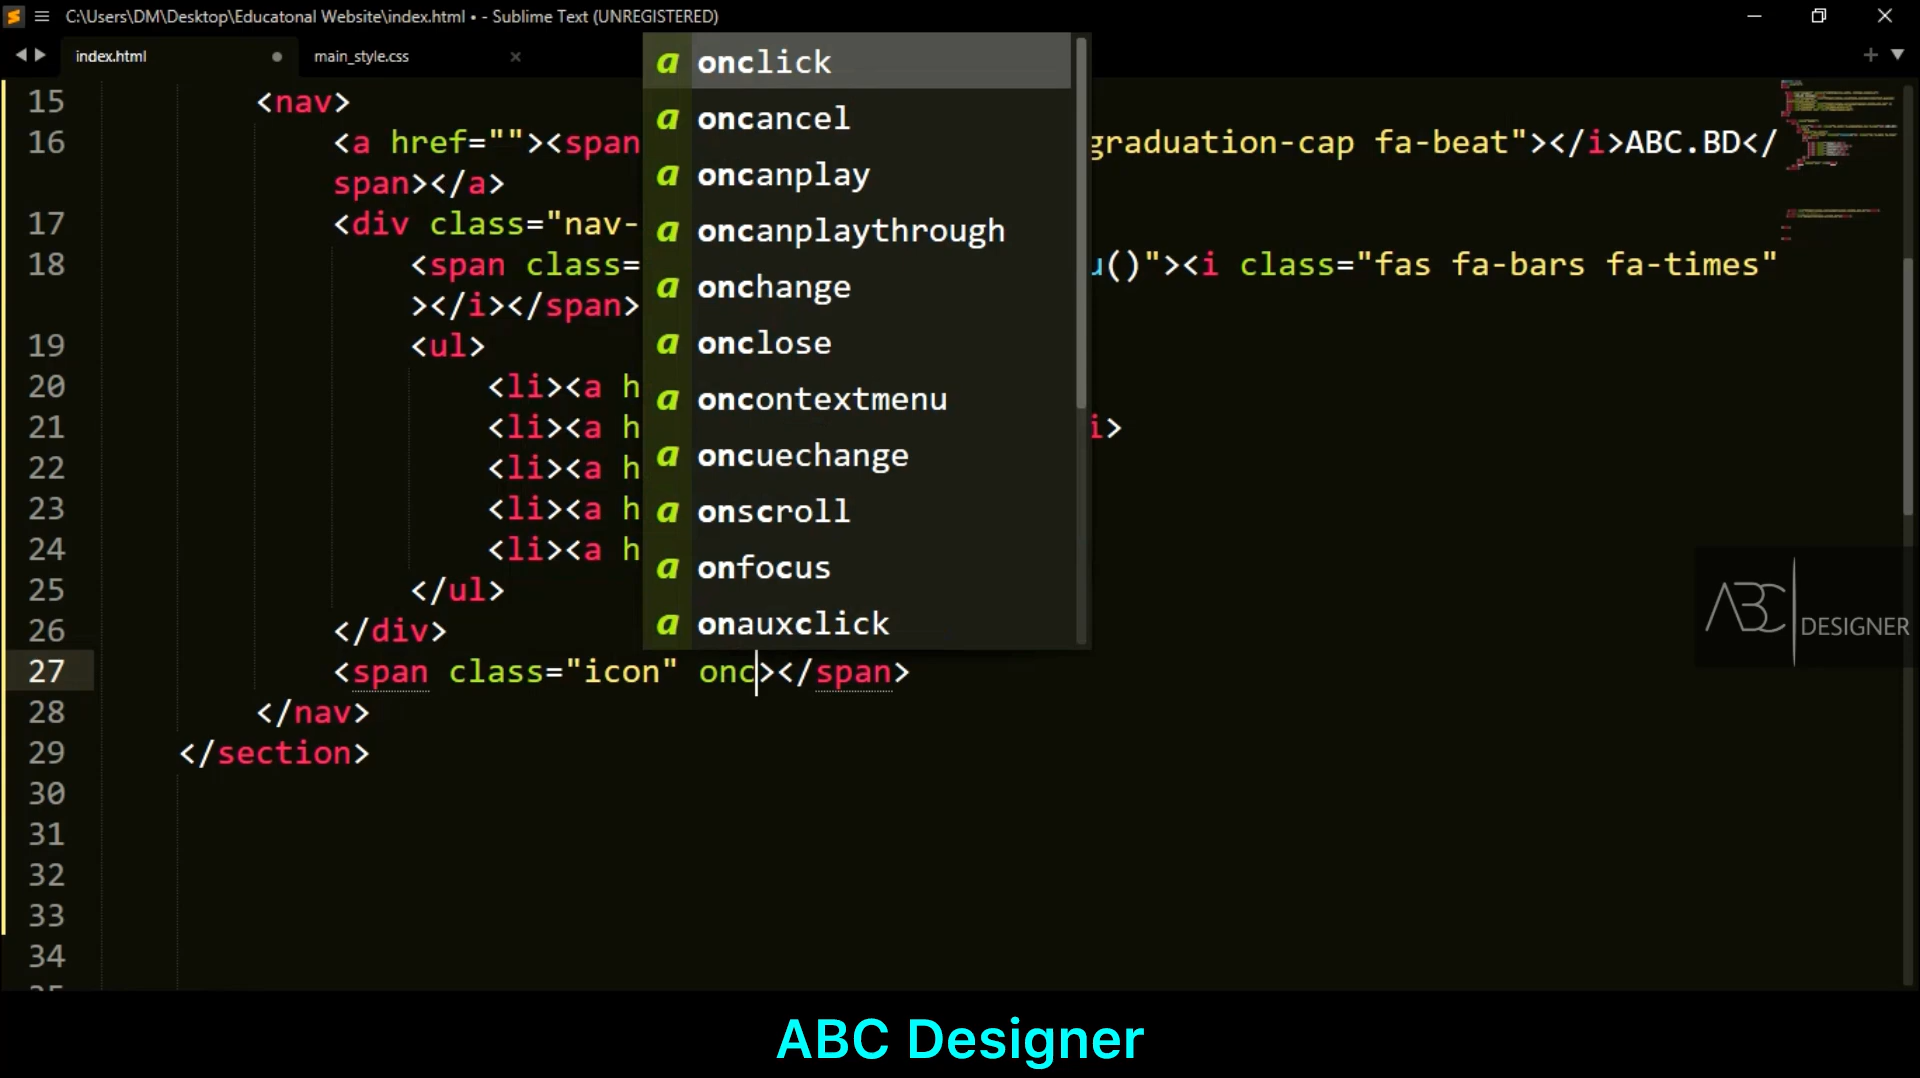 C:\Users\DM\Desktop\Educatonal Website\index.html • - Sublime Text (UNREGISTERED)
index.html
main_style.css
onclick
oncancel
oncanplay
oncanplaythrough
onchange
onclose
oncontextmenu
oncuechange
onscroll
onfocus
onauxclick
15 <nav>
16 <a href=""><span graduation-cap fa-beat"></i>ABC.BD</
span></a>
17 <div class="nav-
18 <span class= u()"><i class="fas fa-bars fa-times"
></i></span>
19 <ul>
20 <li><a h
21 <li><a h i>
22 <li><a h
23 <li><a h
24 <li><a h
25 </ul>
26 </div>
27 <span class="icon" onc></span>
28 </nav>
29 </section>
30
31
32
33
34
ABC DESIGNER
ABC Designer